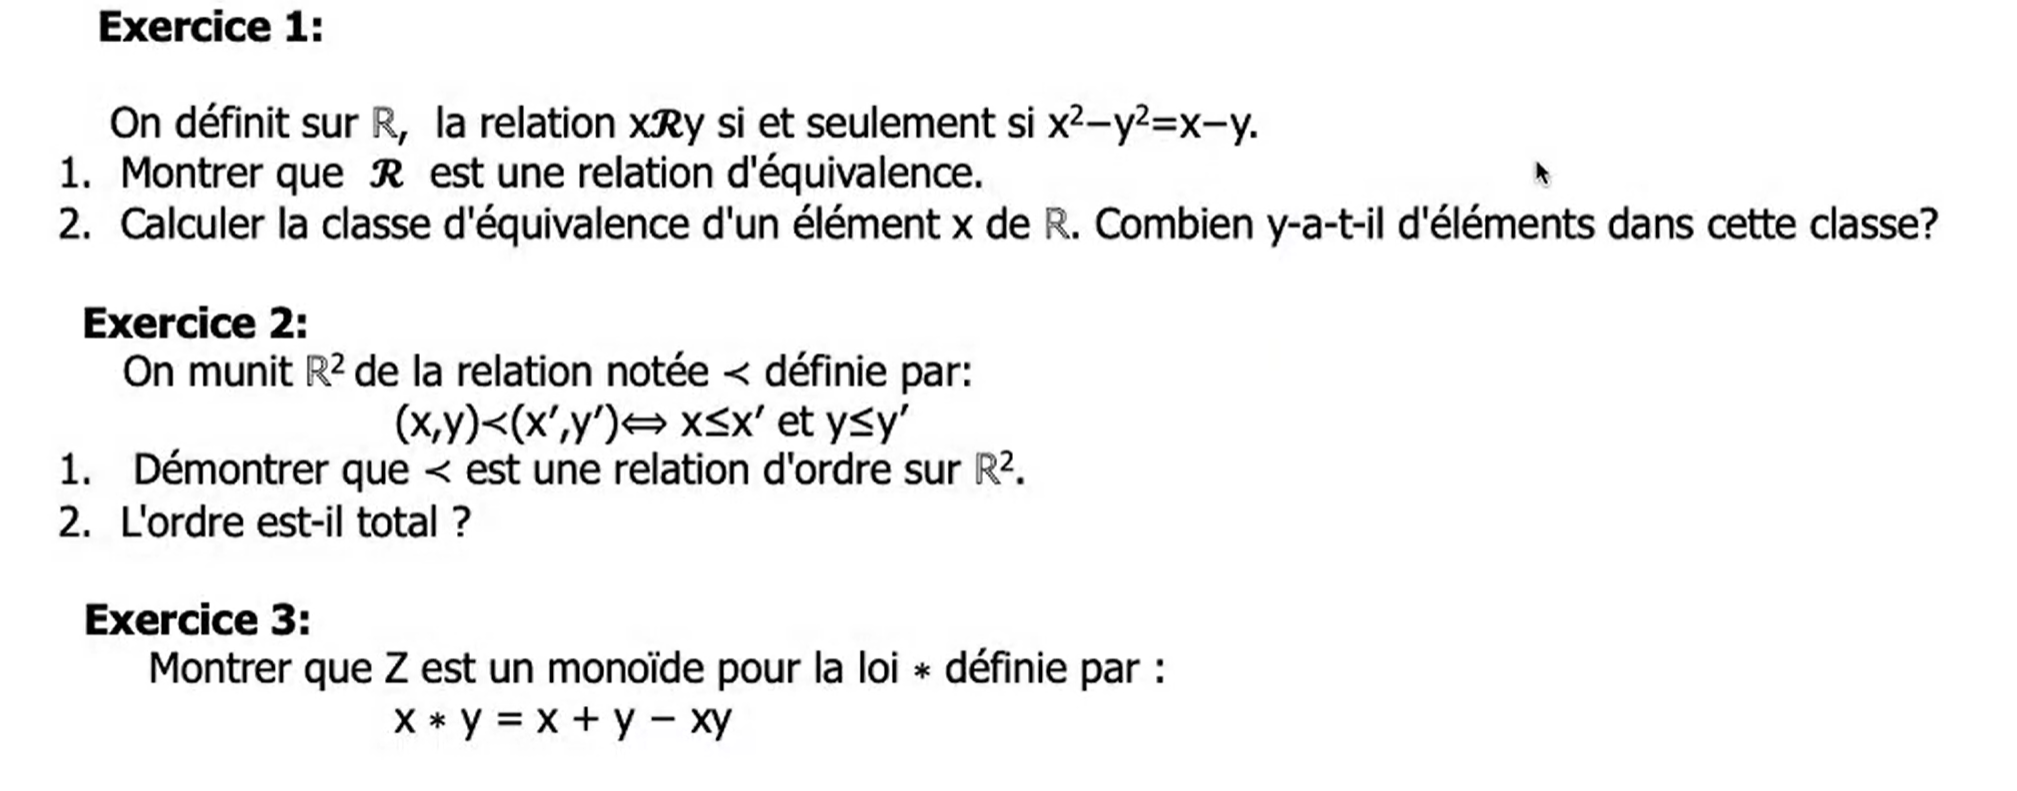 Exercice 1:
On définit sur ℝ, la relation xℛy si et seulement si x²−y²=x−y.
1. Montrer que ℛ est une relation d'équivalence.
2. Calculer la classe d'équivalence d'un élément x de ℝ. Combien y-a-t-il d'éléments dans cette classe?
Exercice 2:
On munit ℝ² de la relation notée ≺ définie par:
(x,y)≺(x′,y′)⟺ x≤x′ et y≤y′
1. Démontrer que ≺ est une relation d'ordre sur ℝ².
2. L'ordre est-il total ?
Exercice 3:
Montrer que Z est un monoïde pour la loi ∗ définie par :
x ∗ y = x + y − xy